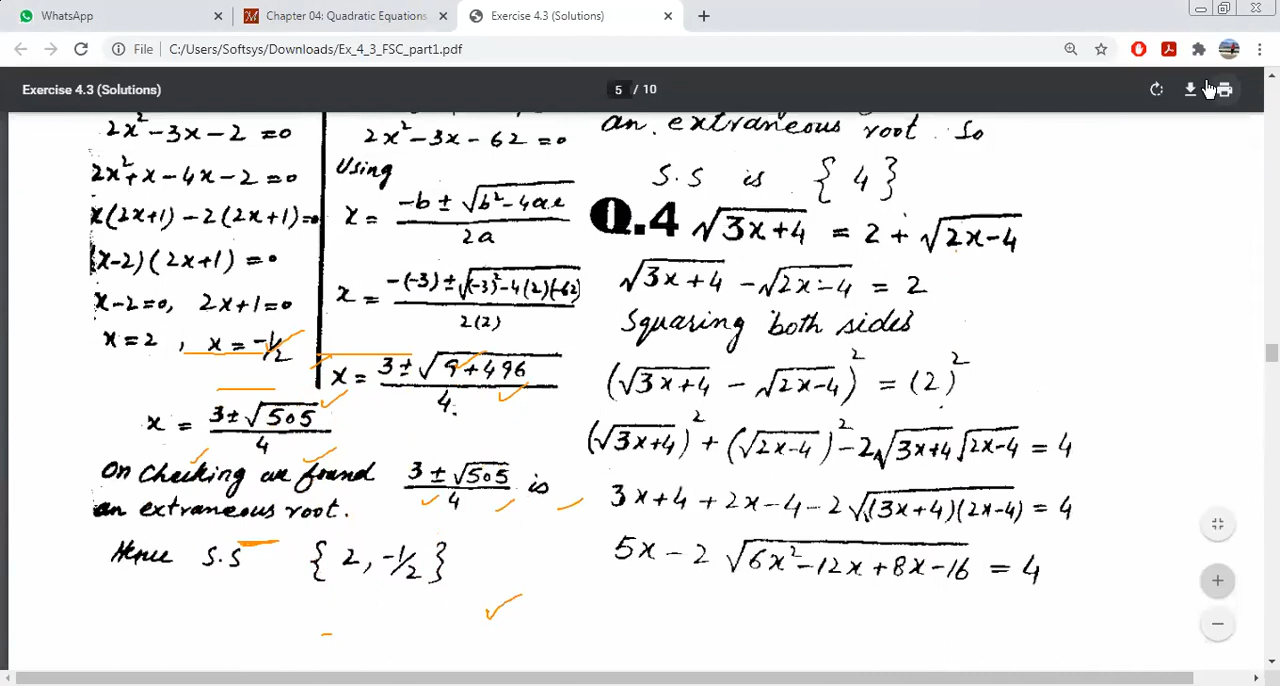 WhatsApp
Chapter 04: Quadratic Equations
Exercise 4.3 (Solutions)
File
C:/Users/Softsys/Downloads/Ex_4_3_FSC_part1.pdf
Exercise 4.3 (Solutions)
5 / 10
2x²-3x-2=0
2x²+x-4x-2=0
x(2x+1)-2(2x+1)=0
(x-2)(2x+1)=0
x-2=0, 2x+1=0
x=2, x=-1/2
2x²-3x-62=0
Using
x = (-b±√(b²-4ac))/2a
x = (-(-3)±√((-3)²-4(2)(-62)))/2(2)
x = (3±√(9+496))/4
x = (3±√505)/4
On checking we found (3±√505)/4 is
an extraneous root.
Hence S.S {2, -1/2}
an extraneous root. So
S.S is {4}
Q.4 √(3x+4) = 2 + √(2x-4)
√(3x+4) - √(2x-4) = 2
Squaring both sides
(√(3x+4) - √(2x-4))² = (2)²
(√(3x+4))² + (√(2x-4))² - 2√(3x+4) √(2x-4) = 4
3x+4+2x-4-2√((3x+4)(2x-4)) = 4
5x-2√(6x²-12x+8x-16) = 4